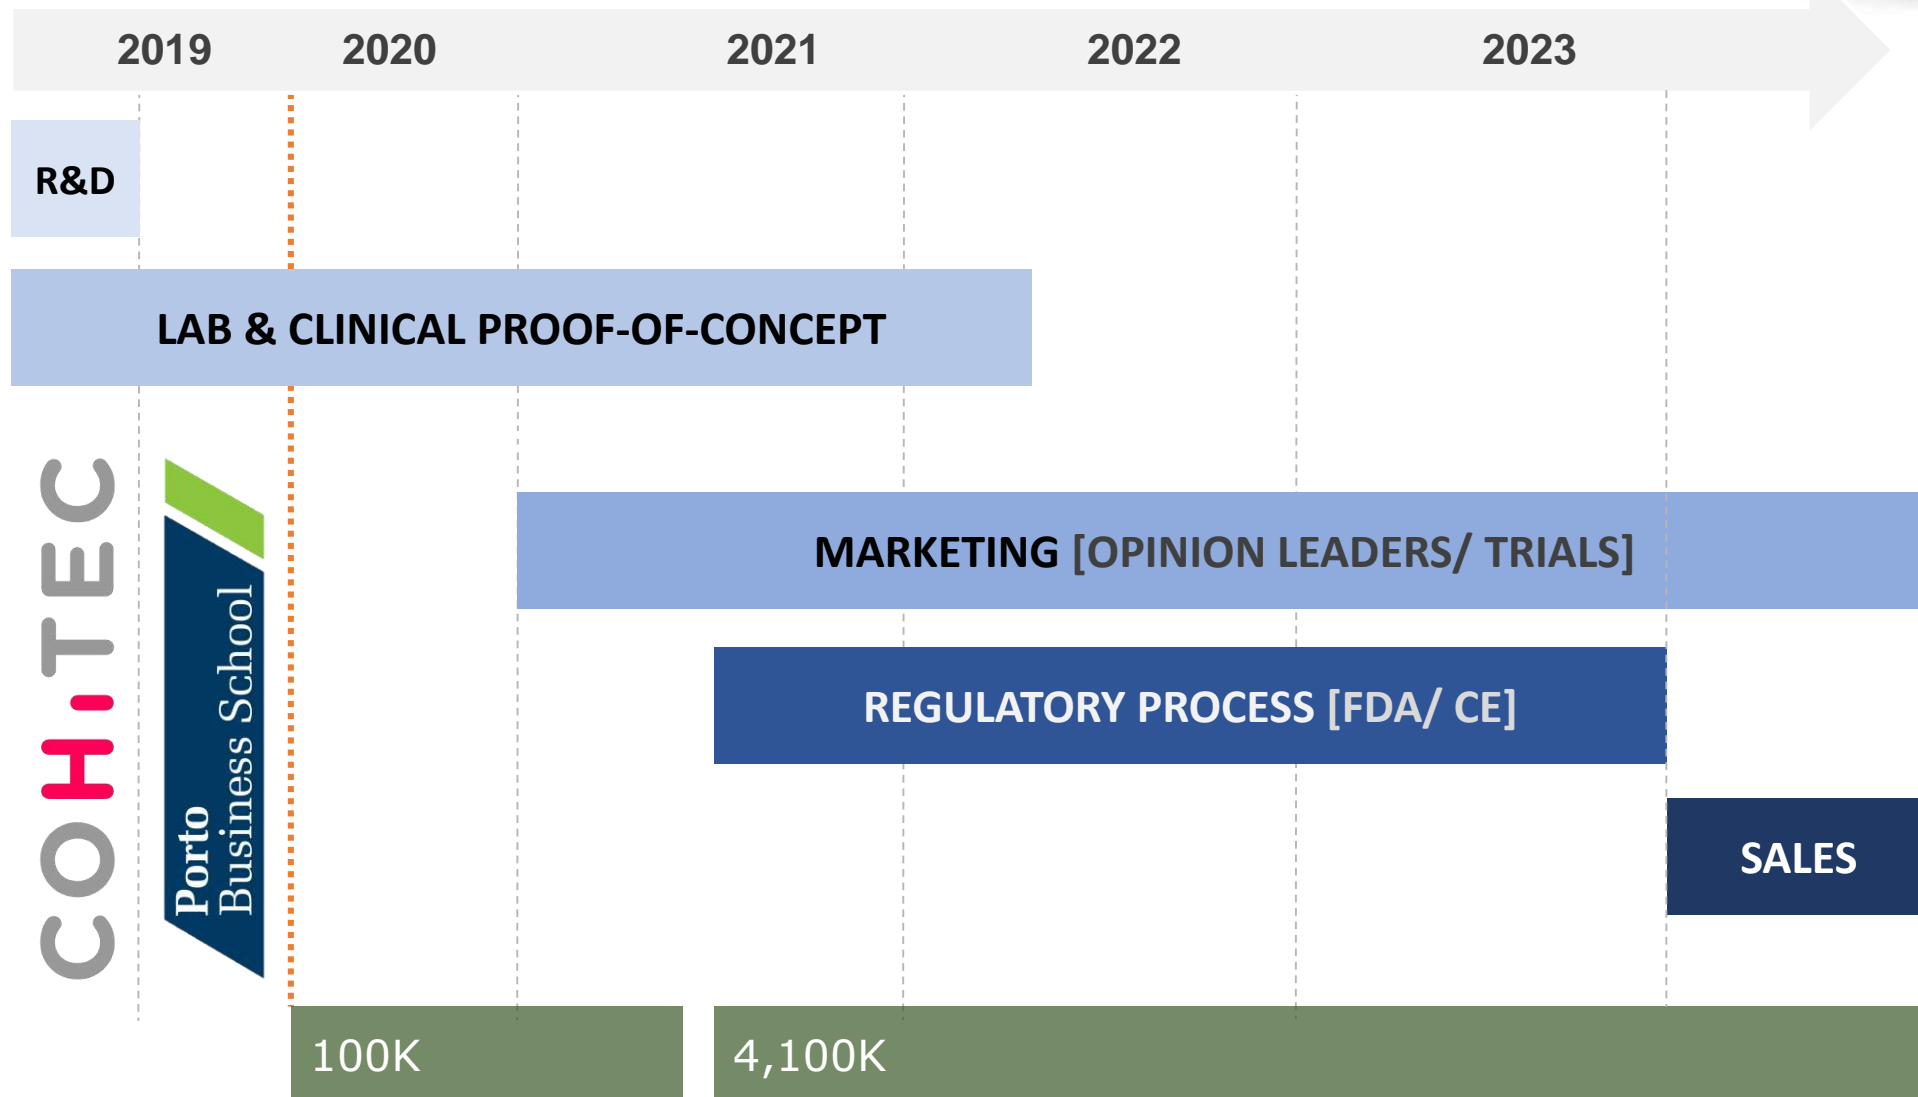 2019 2020 2021 2022 2023
R&D
LAB & CLINICAL PROOF-OF-CONCEPT
COHiTEC
Porto
Business School
MARKETING [OPINION LEADERS/ TRIALS]
REGULATORY PROCESS [FDA/ CE]
SALES
100K
4,100K